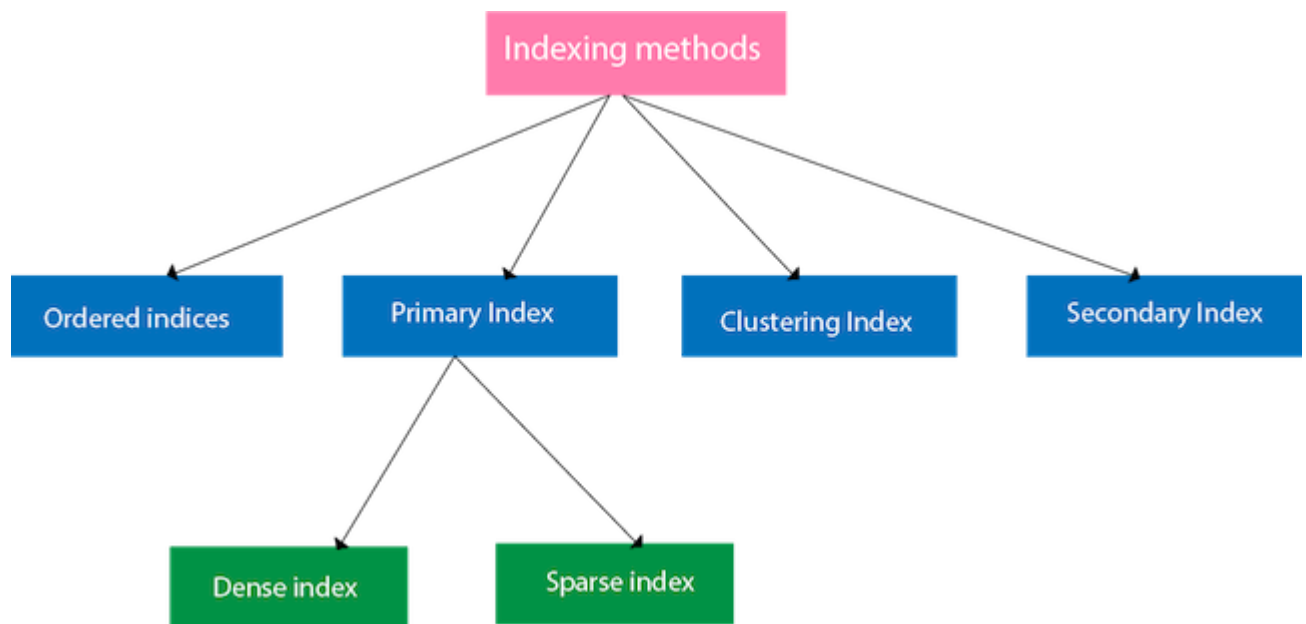 Indexing methods
Ordered indices
Primary Index
Clustering Index
Secondary Index
Dense index
Sparse index